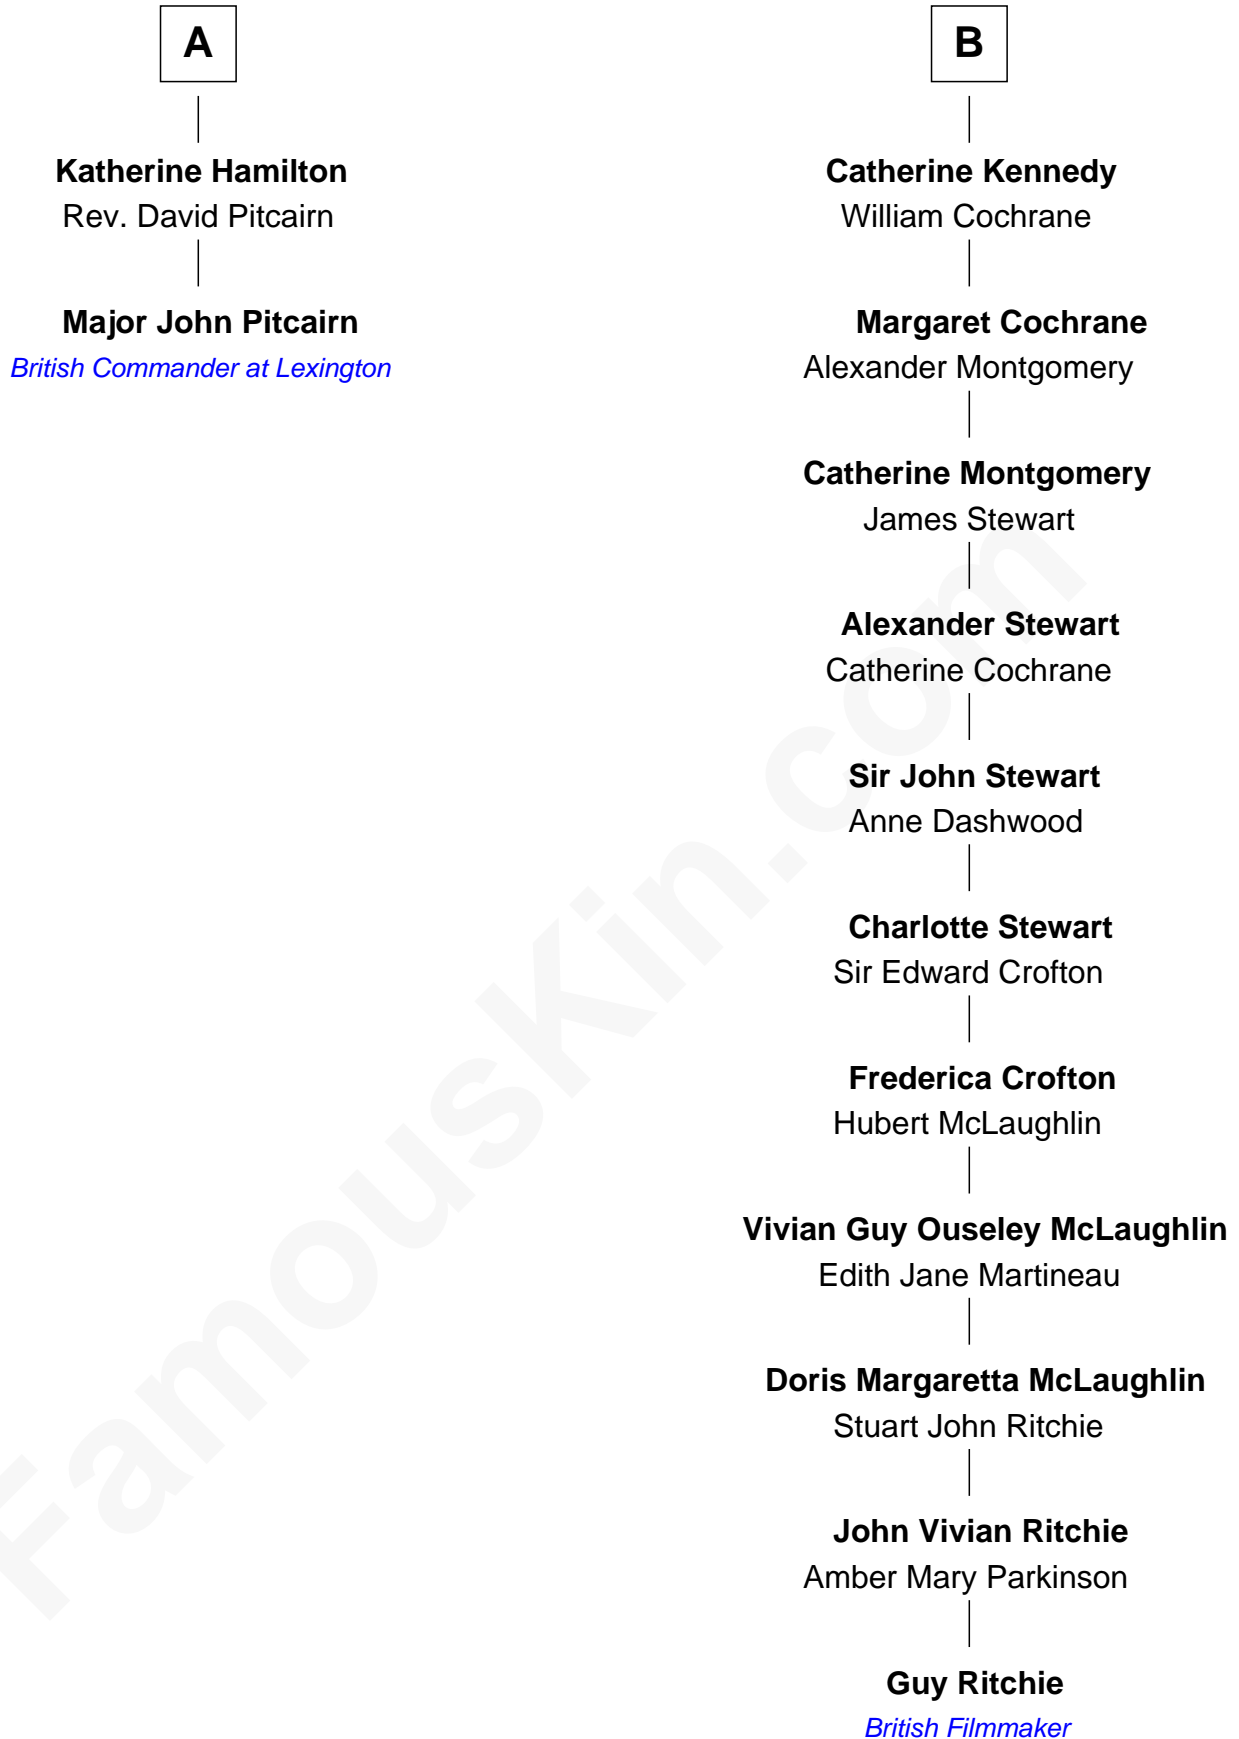 A
Katherine Hamilton
Rev. David Pitcairn
Major John Pitcairn
British Commander at Lexington
B
Catherine Kennedy
William Cochrane
Margaret Cochrane
Alexander Montgomery
Catherine Montgomery
James Stewart
Alexander Stewart
Catherine Cochrane
Sir John Stewart
Anne Dashwood
Charlotte Stewart
Sir Edward Crofton
Frederica Crofton
Hubert McLaughlin
Vivian Guy Ouseley McLaughlin
Edith Jane Martineau
Doris Margaretta McLaughlin
Stuart John Ritchie
John Vivian Ritchie
Amber Mary Parkinson
Guy Ritchie
British Filmmaker
FamousKin.com